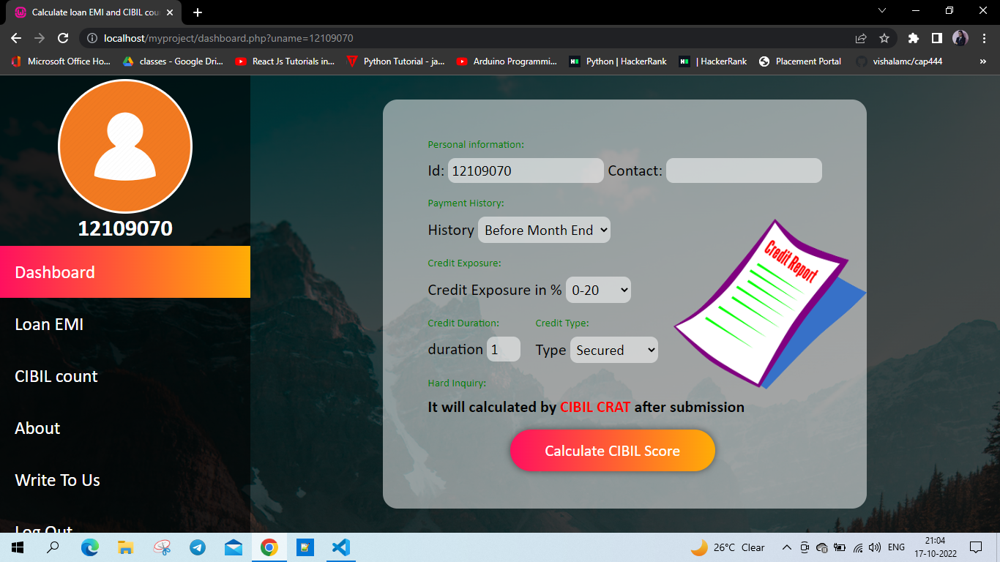 Calculate loan EMI and CIBIL cou
localhost/myproject/dashboard.php?uname=12109070
Microsoft Office Ho... classes - Google Dri... React Js Tutorials in... Python Tutorial - ja... Arduino Programmi... Python | HackerRank | HackerRank Placement Portal vishalamc/cap444 »
12109070
Dashboard
Loan EMI
CIBIL count
About
Write To Us
Log Out
Personal information:
Id: 12109070 Contact:
Payment History:
History Before Month End
Credit Exposure:
Credit Exposure in % 0-20
Credit Duration: Credit Type:
duration 1 Type Secured
Hard Inquiry:
It will calculated by CIBIL CRAT after submission
Calculate CIBIL Score
Credit Report
26°C Clear ENG 21:04
17-10-2022